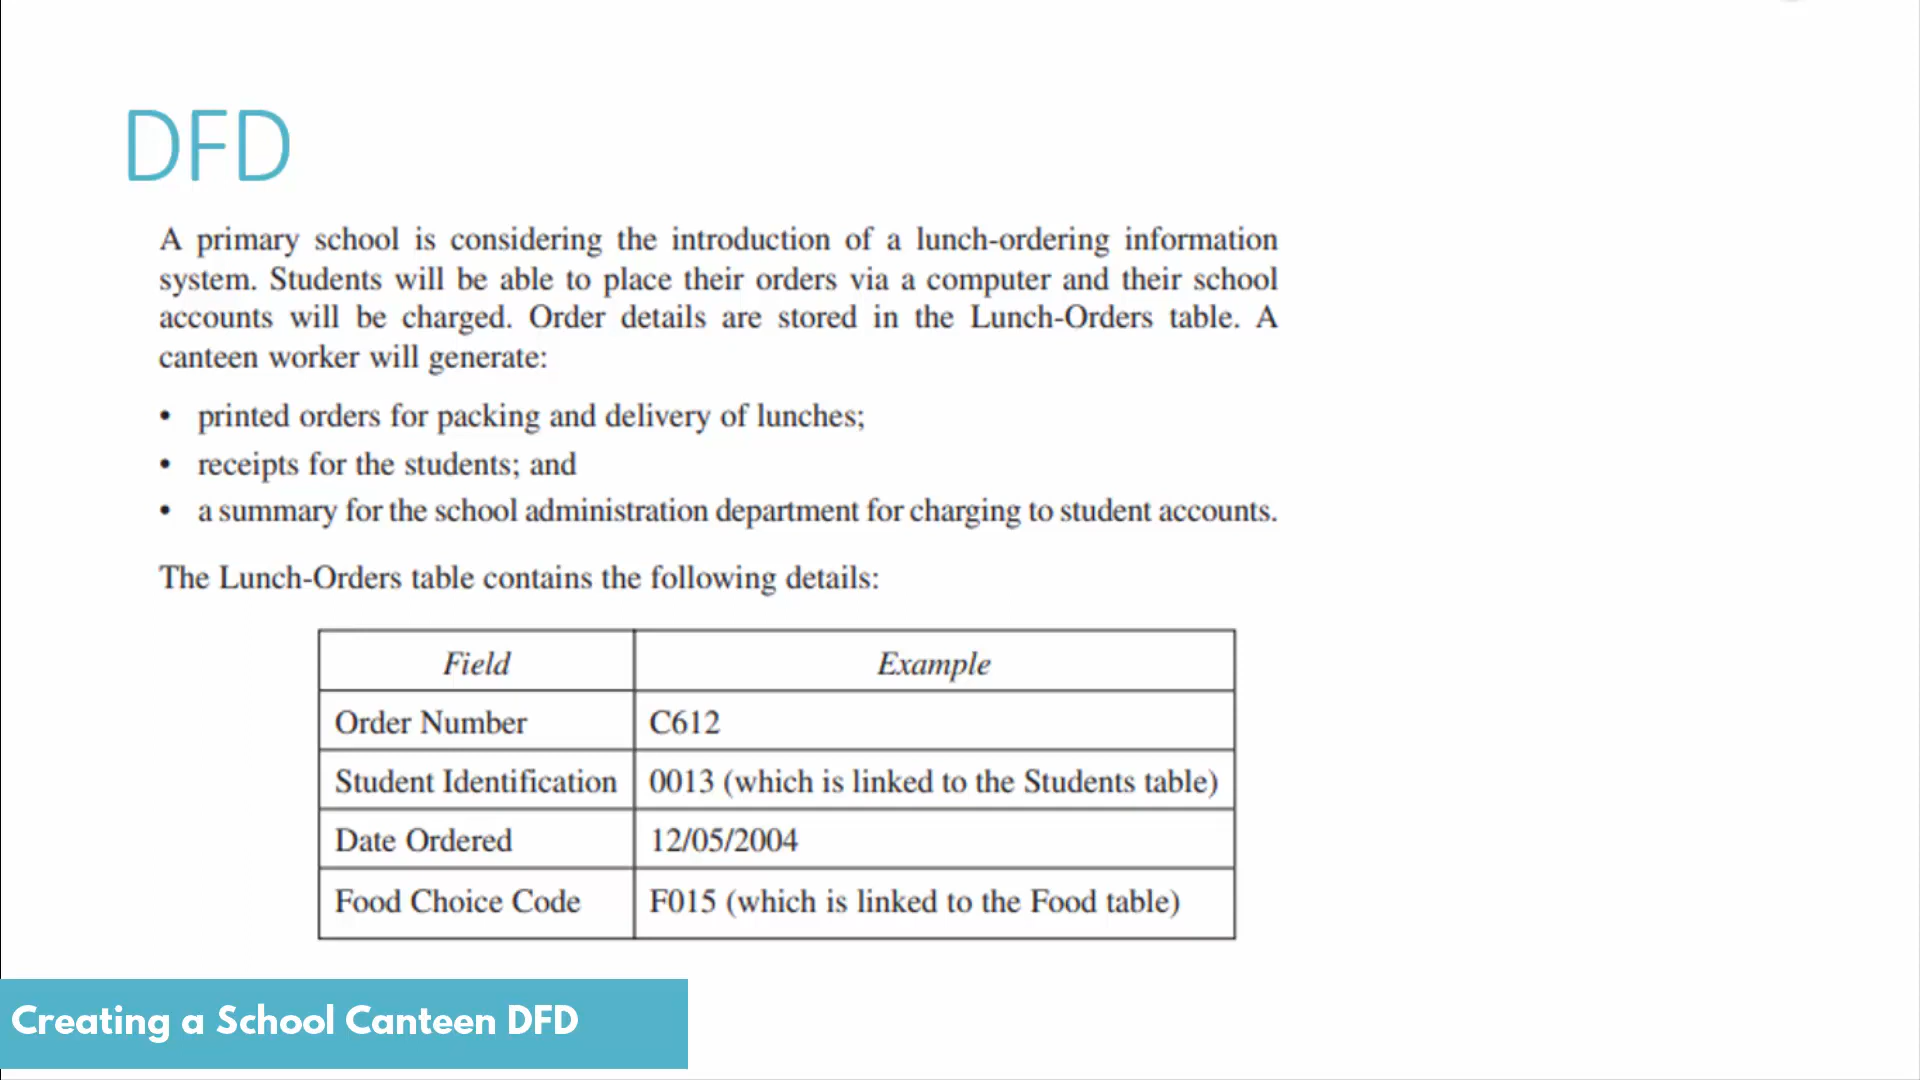 DFD
A primary school is considering the introduction of a lunch-ordering information
system. Students will be able to place their orders via a computer and their school
accounts will be charged. Order details are stored in the Lunch-Orders table. A
canteen worker will generate:
• printed orders for packing and delivery of lunches;
• receipts for the students; and
• a summary for the school administration department for charging to student accounts.
The Lunch-Orders table contains the following details:
Field Example
Order Number C612
Student Identification 0013 (which is linked to the Students table)
Date Ordered 12/05/2004
Food Choice Code F015 (which is linked to the Food table)
Creating a School Canteen DFD